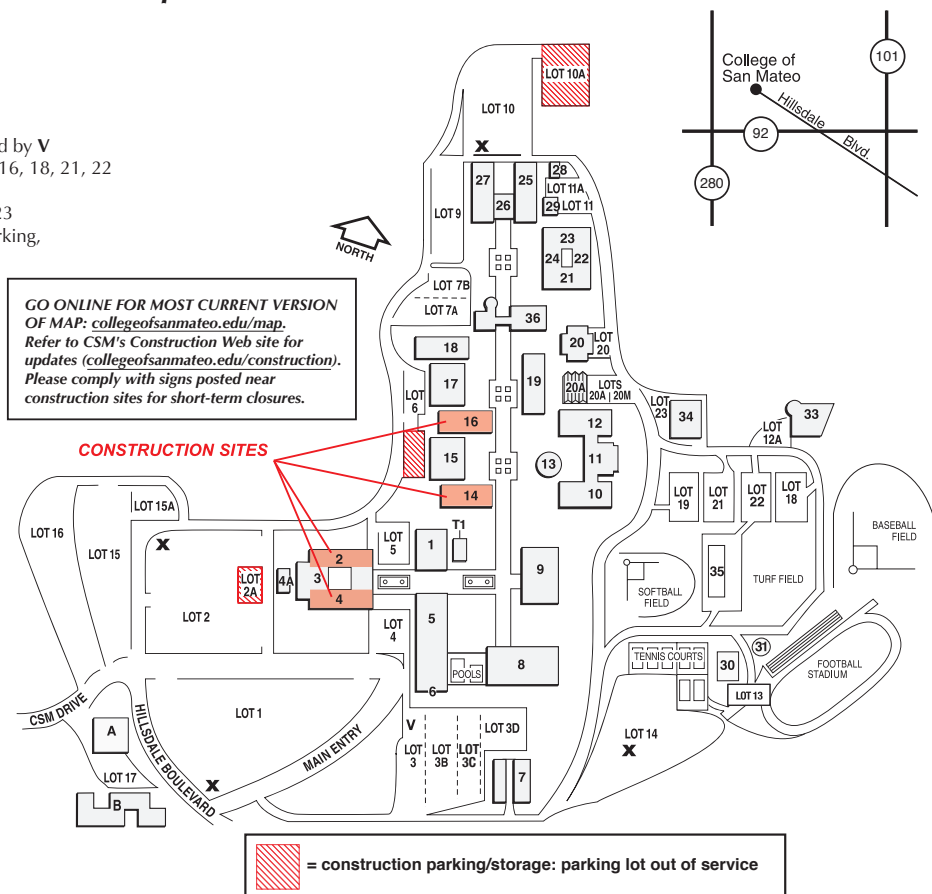 d by V
16, 18, 21, 22
23
rking,
GO ONLINE FOR MOST CURRENT VERSION
OF MAP: collegeofsanmateo.edu/map.
Refer to CSM's Construction Web site for
updates (collegeofsanmateo.edu/construction).
Please comply with signs posted near
construction sites for short-term closures.
CONSTRUCTION SITES
NORTH
College of
San Mateo
Hillsdale
Blvd.
101
92
280
LOT 10A
LOT 10
X
27
25
26
28
LOT 11A
29
LOT 11
LOT 9
23
24
22
21
LOT 7B
LOT 7A
36
18
20
LOT
20
17
19
20A
LOTS
20A
20M
LOT
6
16
12
LOT
23
34
33
LOT
12A
15
13
11
14
10
LOT
19
LOT
21
LOT
22
LOT
18
LOT 16
LOT 15
LOT 15A
X
LOT
5
1
T1
BASEBALL
FIELD
2
3
4A
LOT
2A
4
9
35
TURF FIELD
SOFTBALL
FIELD
LOT 2
LOT
4
5
8
POOLS
6
TENNIS COURTS
31
30
FOOTBALL
STADIUM
LOT 13
CSM DRIVE
A
LOT 1
HILLSDALE BOULEVARD
MAIN ENTRY
V
LOT
3
LOT
3B
LOT
3C
LOT 3D
LOT 14
X
LOT 17
X
B
7
= construction parking/storage: parking lot out of service